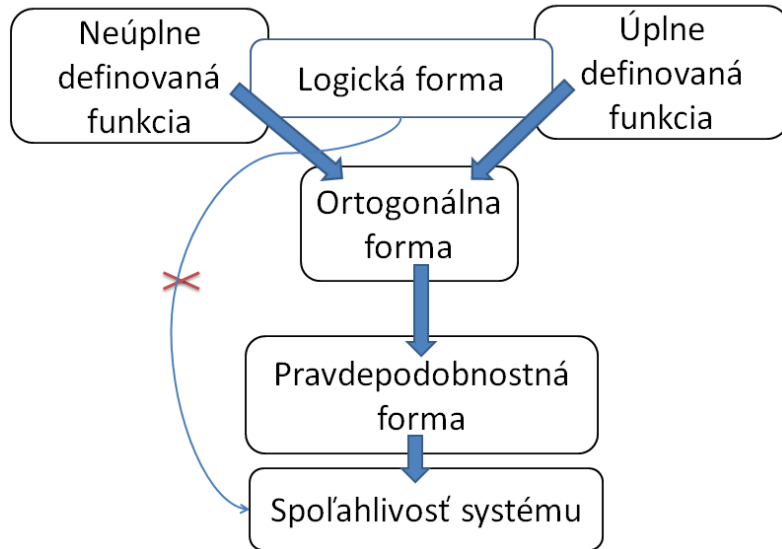 Neúplne
definovaná
funkcia
Logická forma
Úplne
definovaná
funkcia
Ortogonálna
forma
Pravdepodobnostná
forma
Spoľahlivosť systému